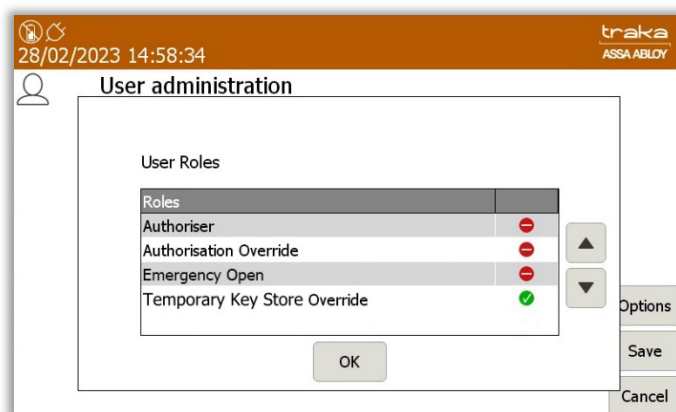 traka
28/02/2023 14:58:34
ASSA ABLOY
User administration
User Roles
Roles
Authoriser
Authorisation Override
Emergency Open
Temporary Key Store Override
Options
OK
Save
Cancel